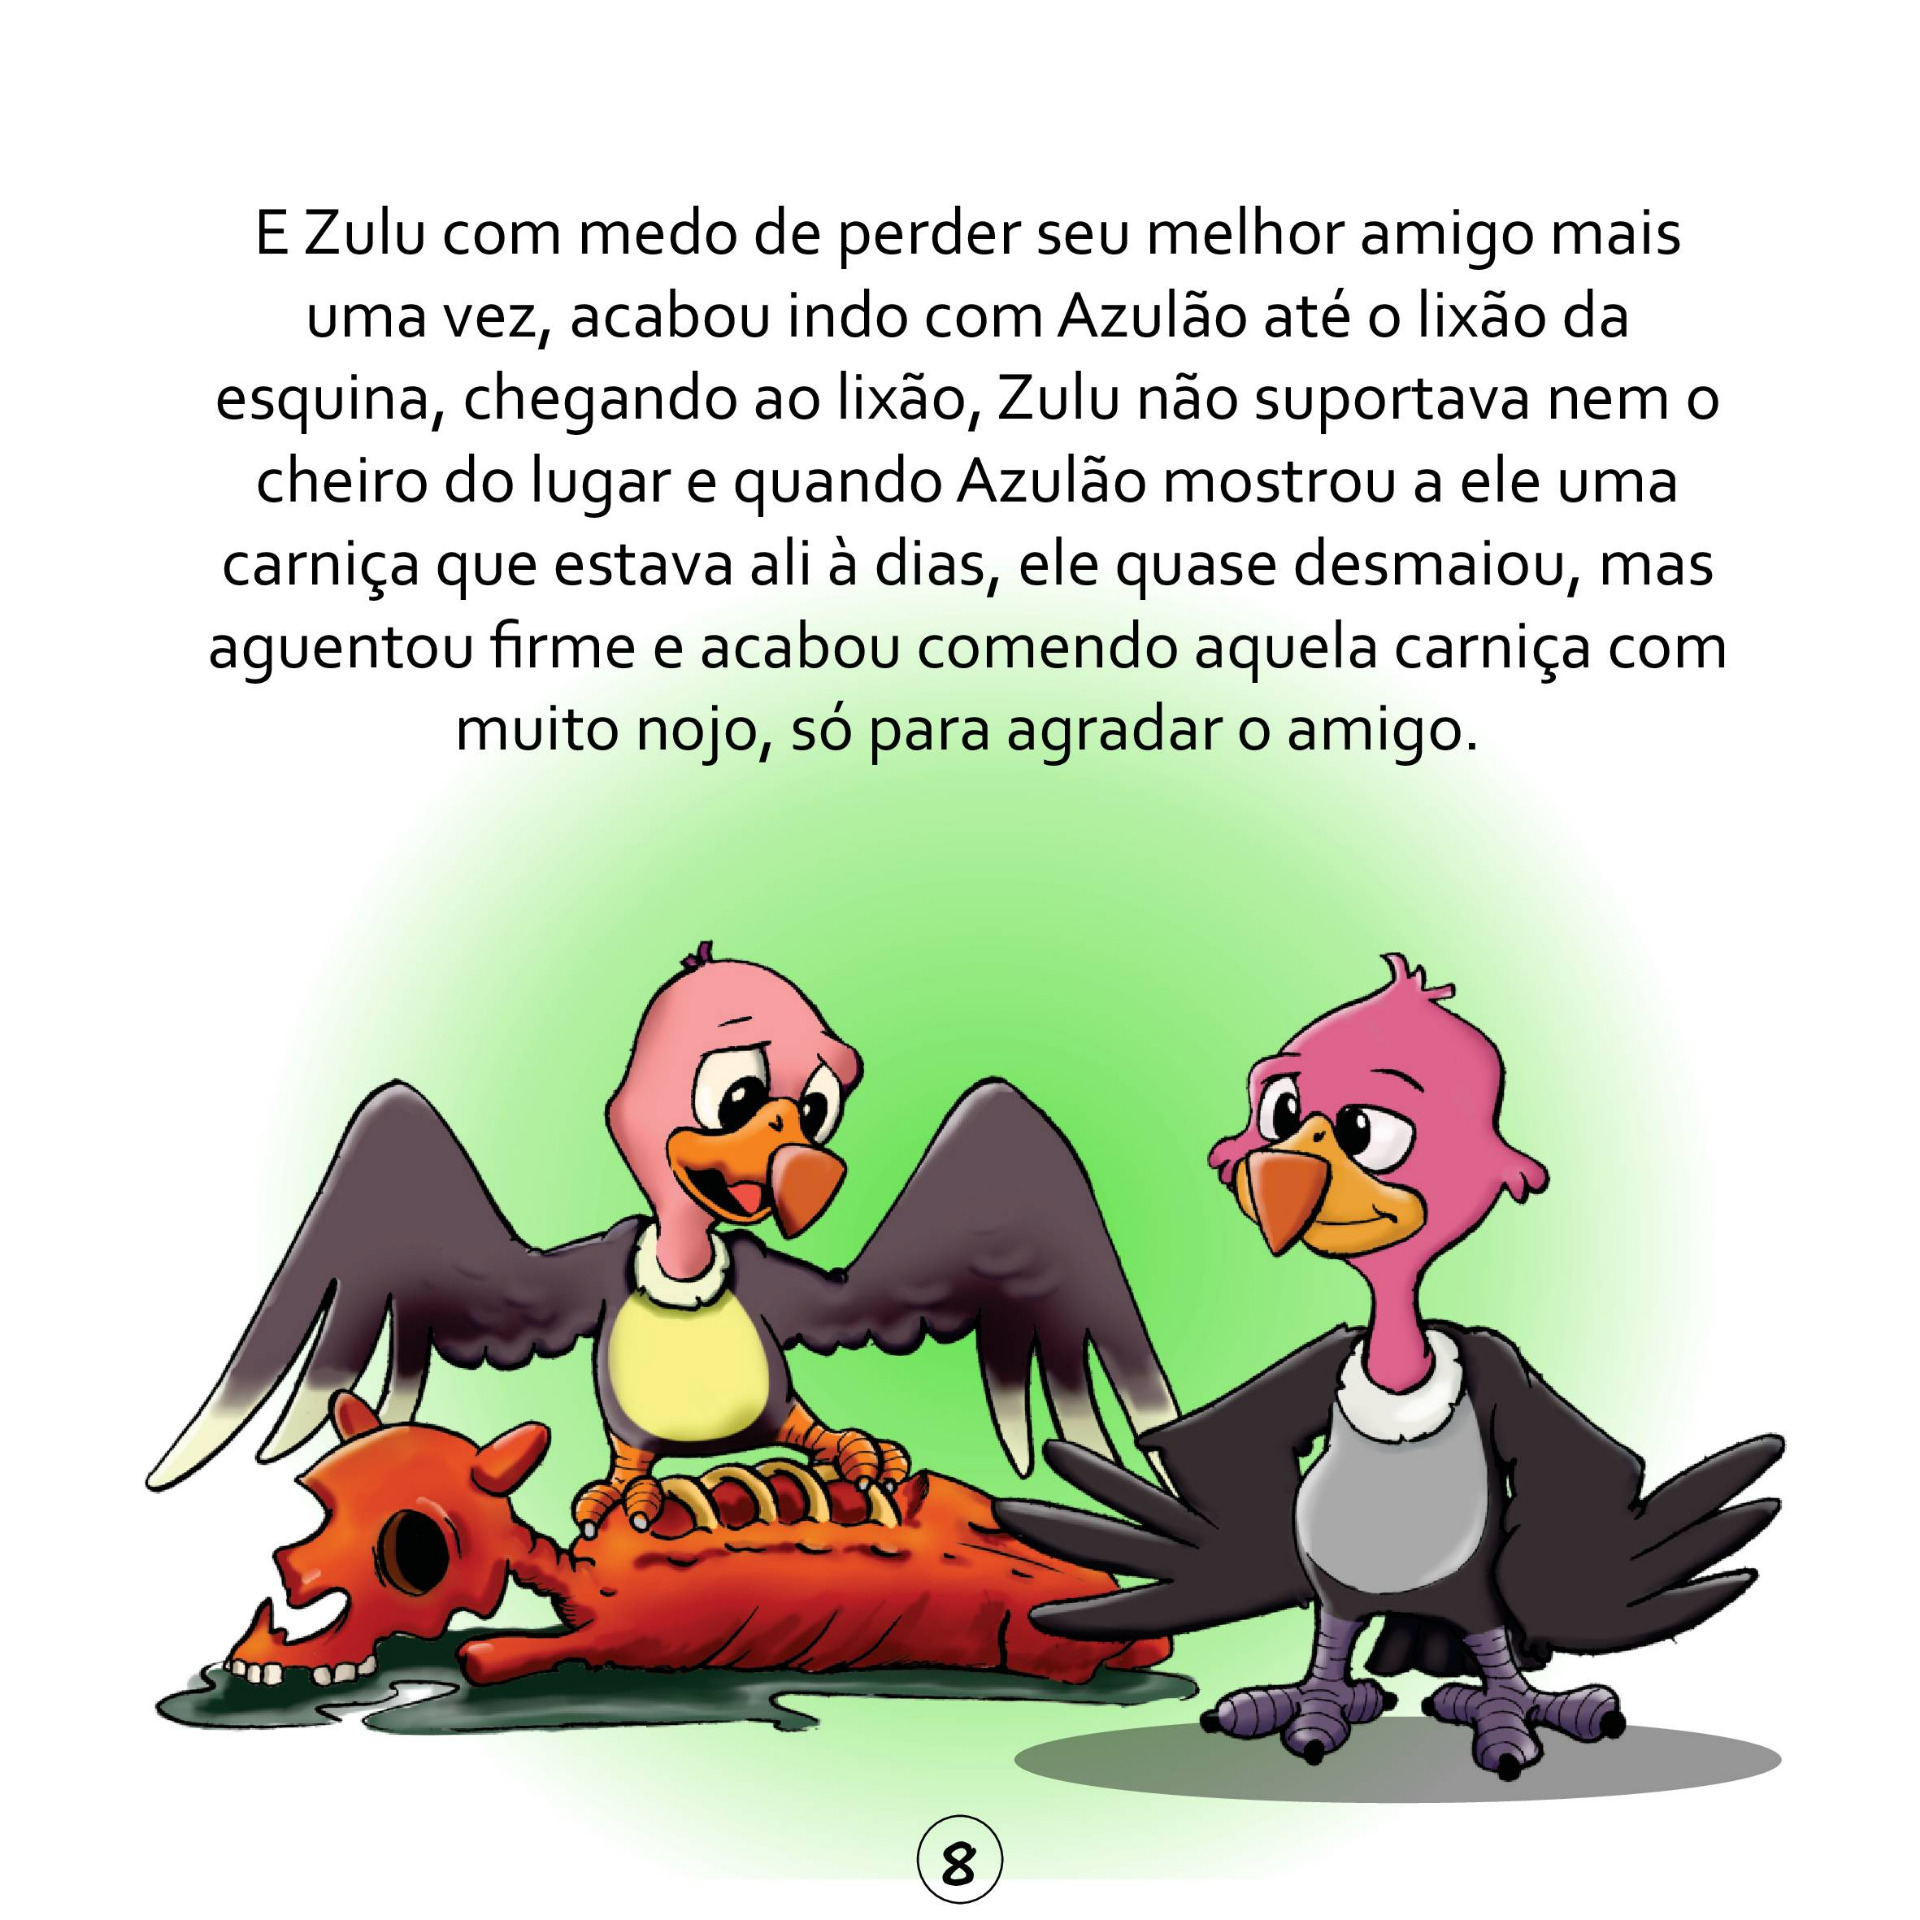 E Zulu com medo de perder seu melhor amigo mais
uma vez, acabou indo com Azulão até o lixão da
esquina, chegando ao lixão, Zulu não suportava nem o
cheiro do lugar e quando Azulão mostrou a ele uma
carniça que estava ali à dias, ele quase desmaiou, mas
aguentou firme e acabou comendo aquela carniça com
muito nojo, só para agradar o amigo.
8